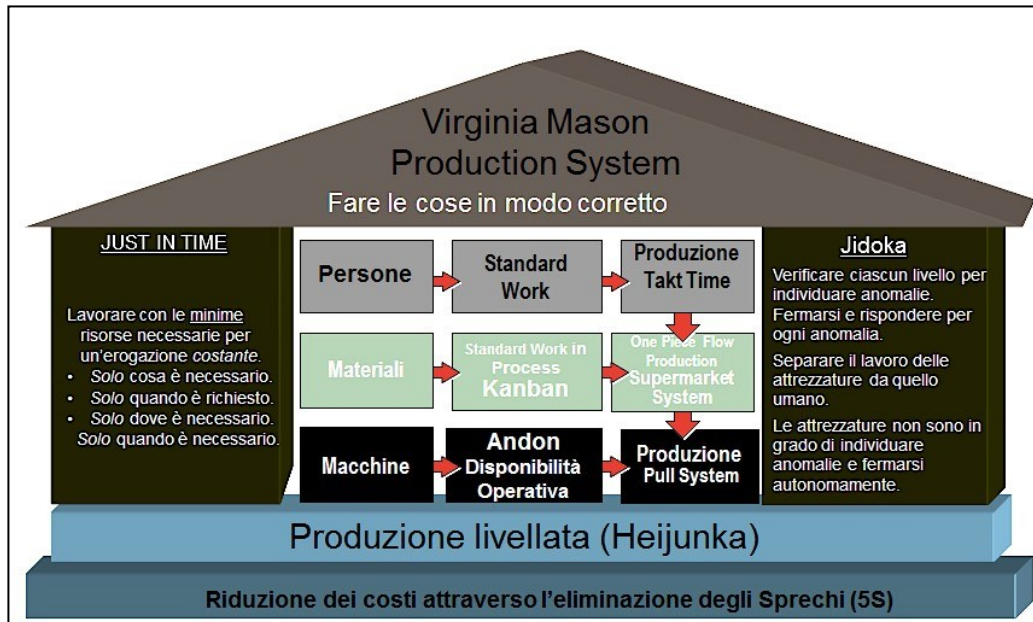 Virginia Mason
Production System
Fare le cose in modo corretto
JUST IN TIME
Lavorare con le minime
risorse necessarie per
un'erogazione costante.
• Solo cosa è necessario.
• Solo quando è richiesto.
• Solo dove è necessario.
Solo quando è necessario.
Persone
Standard
Work
Produzione
Takt Time
Materiali
Standard Work in
Process
Kanban
One Piece Flow
Production
Supermarket
System
Macchine
Andon
Disponibilità
Operativa
Produzione
Pull System
Jidoka
Verificare ciascun livello per
individuare anomalie.
Fermarsi e rispondere per
ogni anomalia.
Separare il lavoro delle
attrezzature da quello
umano.
Le attrezzature non sono in
grado di individuare
anomalie e fermarsi
autonomamente.
Produzione livellata (Heijunka)
Riduzione dei costi attraverso l'eliminazione degli Sprechi (5S)